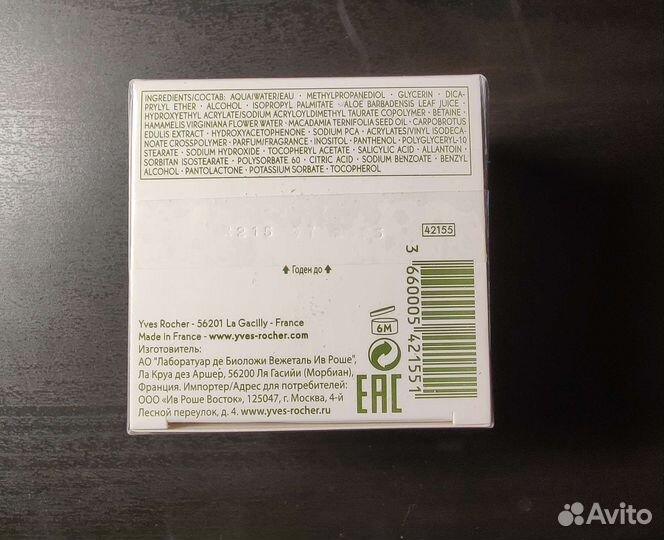 INGREDIENTS/СОСТАВ: AQUA/WATER/EAU • METHYLPROPANEDIOL • GLYCERIN • DICA-
PRYLYL ETHER • ALCOHOL • ISOPROPYL PALMITATE • ALOE BARBADENSIS LEAF JUICE •
HYDROXYETHYL ACRYLATE/SODIUM ACRYLOYLDIMETHYL TAURATE COPOLYMER • BETAINE •
HAMAMELIS VIRGINIANA FLOWER WATER • MACADAMIA TERNIFOLIA SEED OIL • CARPOBROTUS
EDULIS EXTRACT • HYDROXYACETOPHENONE • SODIUM PCA • ACRYLATES/VINYL ISODECA-
NOATE CROSSPOLYMER • PARFUM/FRAGRANCE • INOSITOL • PANTHENOL • POLYGLYCERYL-10
STEARATE • SODIUM HYDROXIDE • TOCOPHERYL ACETATE • SALICYLIC ACID • ALLANTOIN •
SORBITAN ISOSTEARATE • POLYSORBATE 60 • CITRIC ACID • SODIUM BENZOATE • BENZYL
ALCOHOL • PANTOLACTONE • POTASSIUM SORBATE • TOCOPHEROL
42155
Годен до
3 660005 421551
Yves Rocher - 56201 La Gacilly - France
Made in France - www.yves-rocher.com
6M
Изготовитель:
АО "Лаборатуар де Биоложи Вежеталь Ив Роше",
Ла Круа дез Аршер, 56200 Ля Гасийи (Морбиан),
Франция. Импортер/Адрес для потребителей:
ООО «Ив Роше Восток», 125047, г. Москва, 4-й
Лесной переулок, д. 4. www.yves-rocher.ru
EAC
Avito